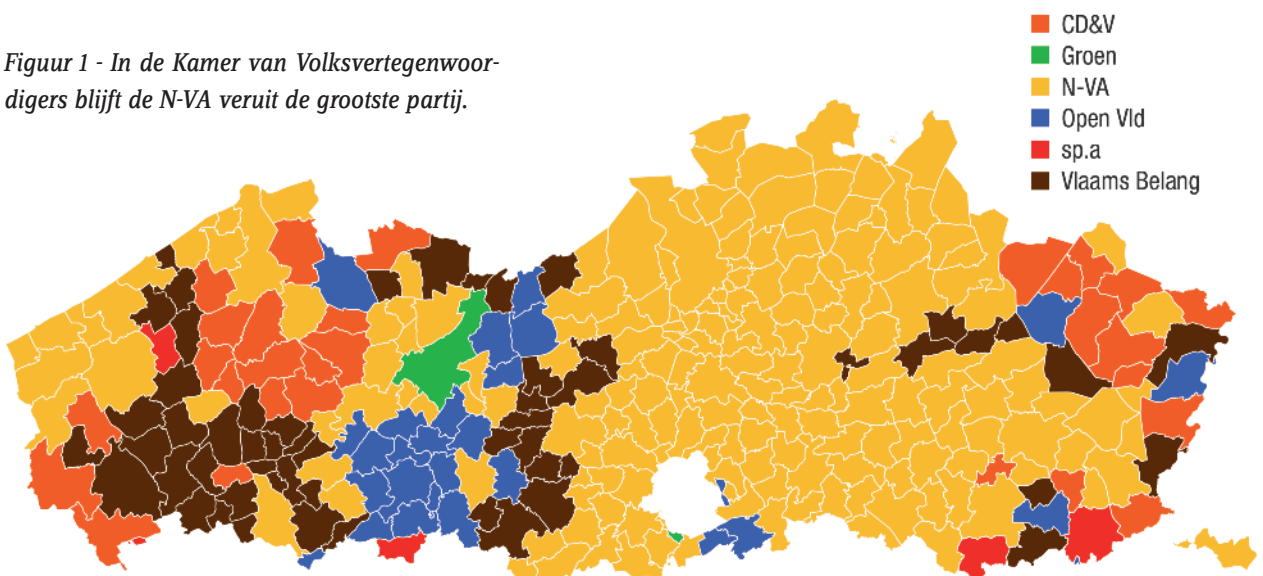 Figuur 1 - In de Kamer van Volksvertegenwoor-
digers blijft de N-VA veruit de grootste partij.
CD&V
Groen
N-VA
Open Vld
sp.a
Vlaams Belang